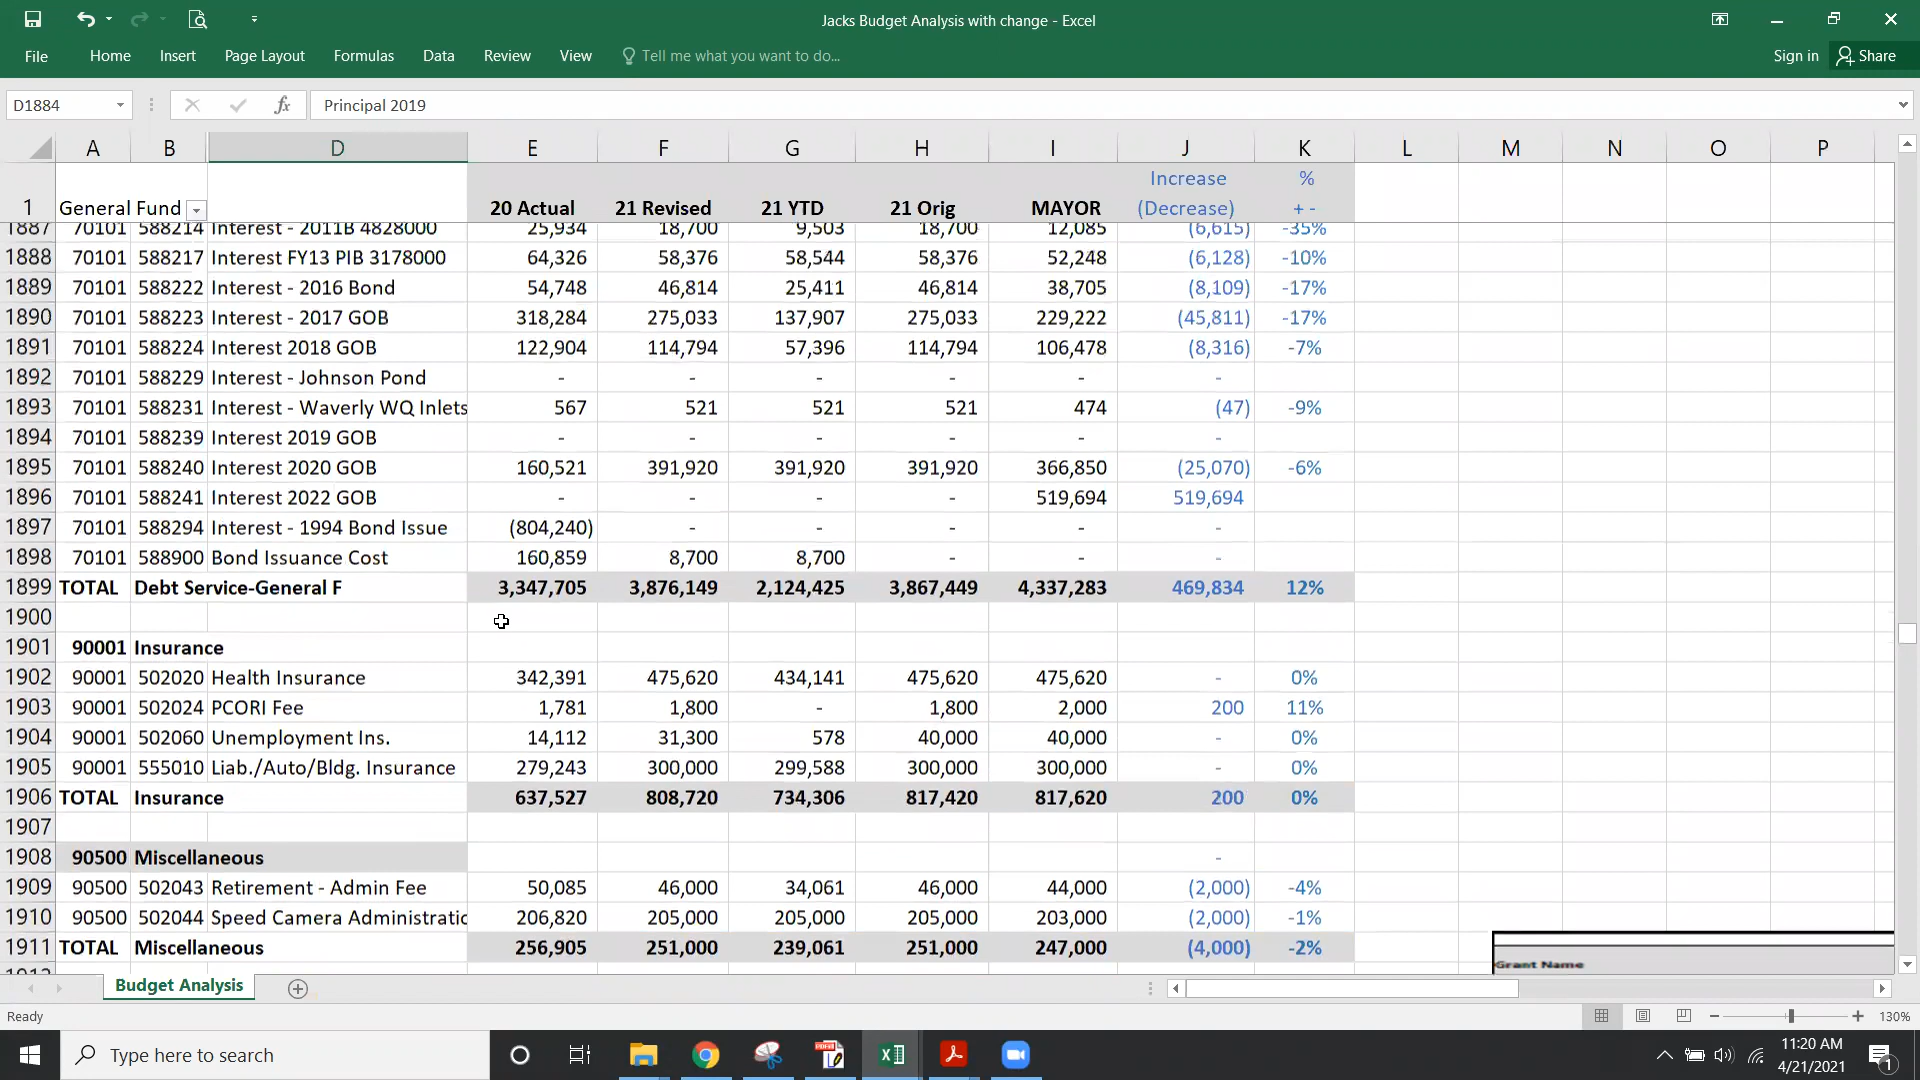 Jacks Budget Analysis with change - Excel
File Home Insert Page Layout Formulas Data Review View Tell me what you want to do... Sign in Share
D1884 fx Principal 2019
A B D E F G H I J K L M N O P
1 General Fund 20 Actual 21 Revised 21 YTD 21 Orig MAYOR Increase (Decrease) % + -
1887 70101 588214 Interest - 2011B 4828000 25,934 18,700 9,503 18,700 12,085 (6,615) -35%
1888 70101 588217 Interest FY13 PIB 3178000 64,326 58,376 58,544 58,376 52,248 (6,128) -10%
1889 70101 588222 Interest - 2016 Bond 54,748 46,814 25,411 46,814 38,705 (8,109) -17%
1890 70101 588223 Interest - 2017 GOB 318,284 275,033 137,907 275,033 229,222 (45,811) -17%
1891 70101 588224 Interest 2018 GOB 122,904 114,794 57,396 114,794 106,478 (8,316) -7%
1892 70101 588229 Interest - Johnson Pond - - - - - -
1893 70101 588231 Interest - Waverly WQ Inlets 567 521 521 521 474 (47) -9%
1894 70101 588239 Interest 2019 GOB - - - - - -
1895 70101 588240 Interest 2020 GOB 160,521 391,920 391,920 391,920 366,850 (25,070) -6%
1896 70101 588241 Interest 2022 GOB - - - - 519,694 519,694
1897 70101 588294 Interest - 1994 Bond Issue (804,240) - - - - -
1898 70101 588900 Bond Issuance Cost 160,859 8,700 8,700 - - -
1899 TOTAL Debt Service-General F 3,347,705 3,876,149 2,124,425 3,867,449 4,337,283 469,834 12%
1900
1901 90001 Insurance
1902 90001 502020 Health Insurance 342,391 475,620 434,141 475,620 475,620 - 0%
1903 90001 502024 PCORI Fee 1,781 1,800 - 1,800 2,000 200 11%
1904 90001 502060 Unemployment Ins. 14,112 31,300 578 40,000 40,000 - 0%
1905 90001 555010 Liab./Auto/Bldg. Insurance 279,243 300,000 299,588 300,000 300,000 - 0%
1906 TOTAL Insurance 637,527 808,720 734,306 817,420 817,620 200 0%
1907
1908 90500 Miscellaneous -
1909 90500 502043 Retirement - Admin Fee 50,085 46,000 34,061 46,000 44,000 (2,000) -4%
1910 90500 502044 Speed Camera Administratio 206,820 205,000 205,000 205,000 203,000 (2,000) -1%
1911 TOTAL Miscellaneous 256,905 251,000 239,061 251,000 247,000 (4,000) -2%
Grant Name
Budget Analysis
Ready 130%
Type here to search 11:20 AM
4/21/2021 1